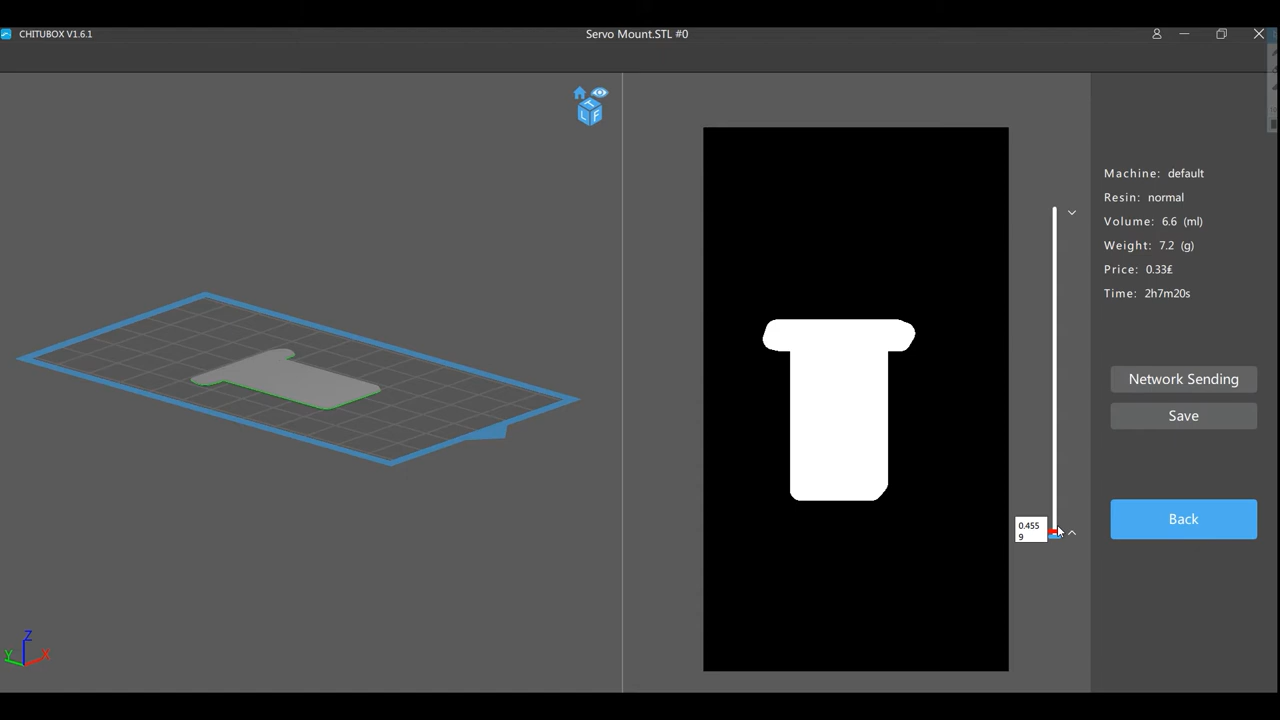 CHITUBOX V1.6.1
Servo Mount.STL #0
T
L F
Machine: default
Resin: normal
Volume: 6.6 (ml)
Weight: 7.2 (g)
Price: 0.33£
Time: 2h7m20s
Network Sending
Save
0.455
9
Back
Z
Y X